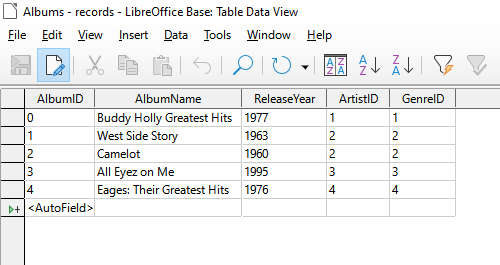 Albums - records - LibreOffice Base: Table Data View
File Edit View Insert Data Tools Window Help
A Z Z A A Z Z A
AlbumID AlbumName ReleaseYear ArtistID GenreID
0 Buddy Holly Greatest Hits 1977 1 1
1 West Side Story 1963 2 2
2 Camelot 1960 2 2
3 All Eyez on Me 1995 3 3
4 Eages: Their Greatest Hits 1976 4 4
<AutoField>